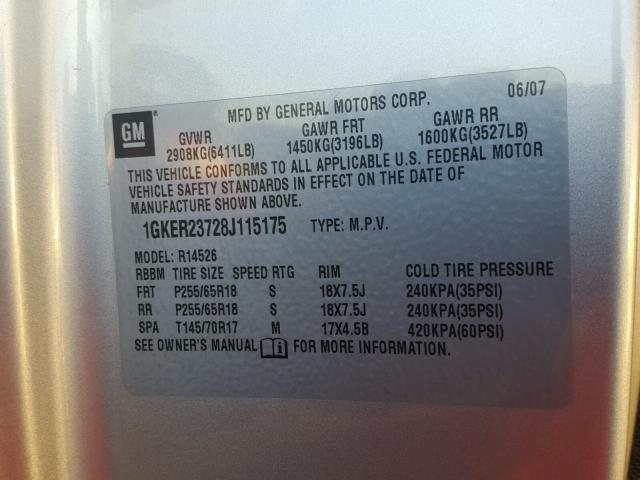 MFD BY GENERAL MOTORS CORP. 06/07
GM ®
GVWR GAWR FRT GAWR RR
2908KG(6411LB) 1450KG(3196LB) 1600KG(3527LB)
THIS VEHICLE CONFORMS TO ALL APPLICABLE U.S. FEDERAL MOTOR
VEHICLE SAFETY STANDARDS IN EFFECT ON THE DATE OF
MANUFACTURE SHOWN ABOVE.
1GKER23728J115175 TYPE: M.P.V.
MODEL: R14526
RBBM TIRE SIZE SPEED RTG RIM COLD TIRE PRESSURE
FRT P255/65R18 S 18X7.5J 240KPA(35PSI)
RR P255/65R18 S 18X7.5J 240KPA(35PSI)
SPA T145/70R17 M 17X4.5B 420KPA(60PSI)
SEE OWNER'S MANUAL i FOR MORE INFORMATION.